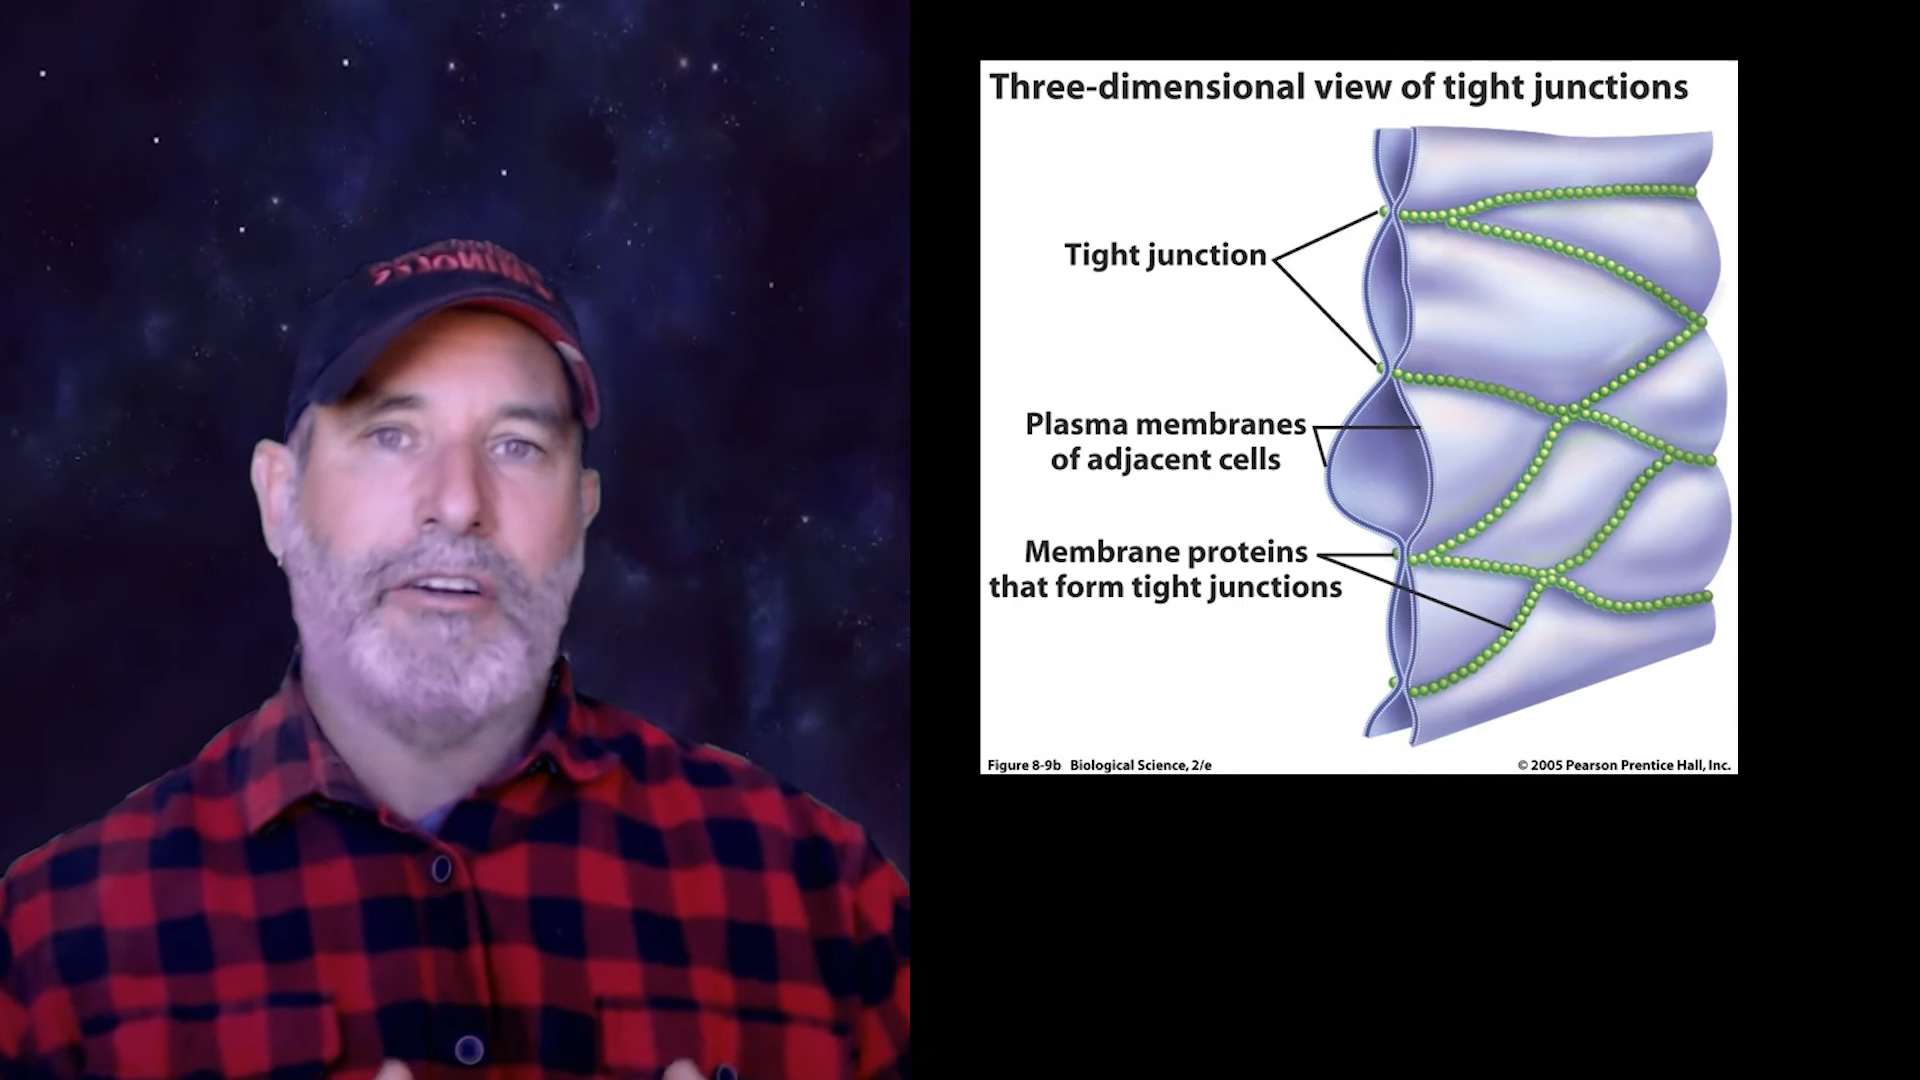 Three-dimensional view of tight junctions
Tight junction
Plasma membranes
of adjacent cells
Membrane proteins
that form tight junctions
Figure 8-9b Biological Science, 2/e
© 2005 Pearson Prentice Hall, Inc.